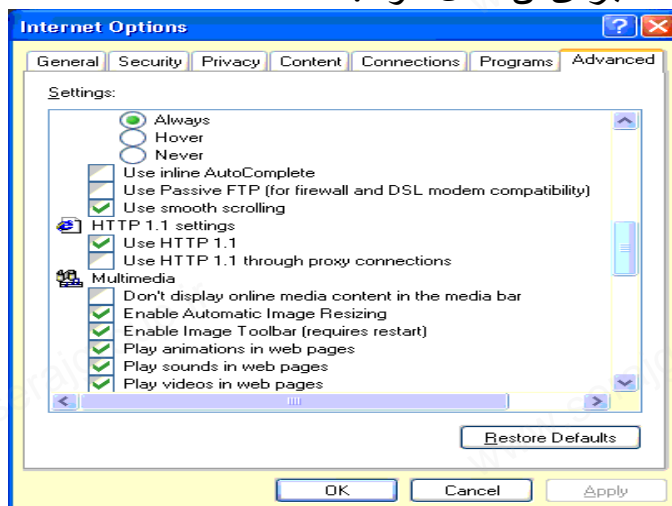 Internet Options
General Security Privacy Content Connections Programs Advanced
Settings:
Always
Hover
Never
Use inline AutoComplete
Use Passive FTP (for firewall and DSL modem compatibility)
Use smooth scrolling
HTTP 1.1 settings
Use HTTP 1.1
Use HTTP 1.1 through proxy connections
Multimedia
Don't display online media content in the media bar
Enable Automatic Image Resizing
Enable Image Toolbar (requires restart)
Play animations in web pages
Play sounds in web pages
Play videos in web pages
Restore Defaults
OK Cancel Apply